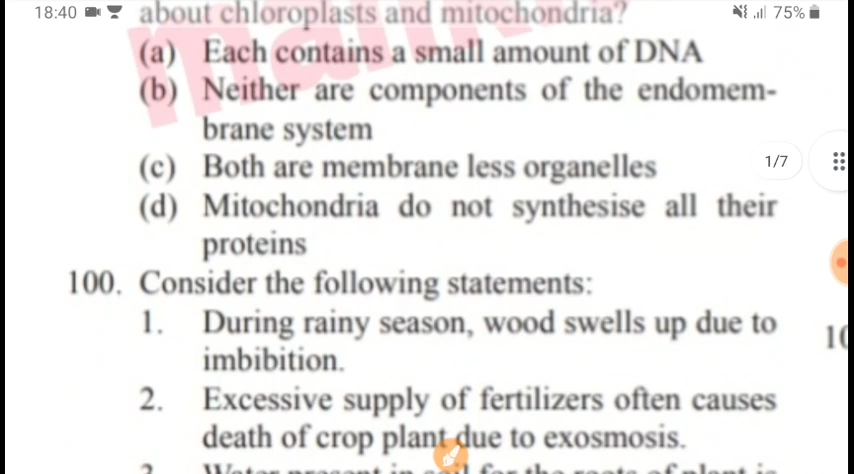 18:40
75%
about chloroplasts and mitochondria?
(a) Each contains a small amount of DNA
(b) Neither are components of the endomem-
brane system
(c) Both are membrane less organelles
1/7
(d) Mitochondria do not synthesise all their
proteins
100. Consider the following statements:
1. During rainy season, wood swells up due to
imbibition.
2. Excessive supply of fertilizers often causes
death of crop plant due to exosmosis.